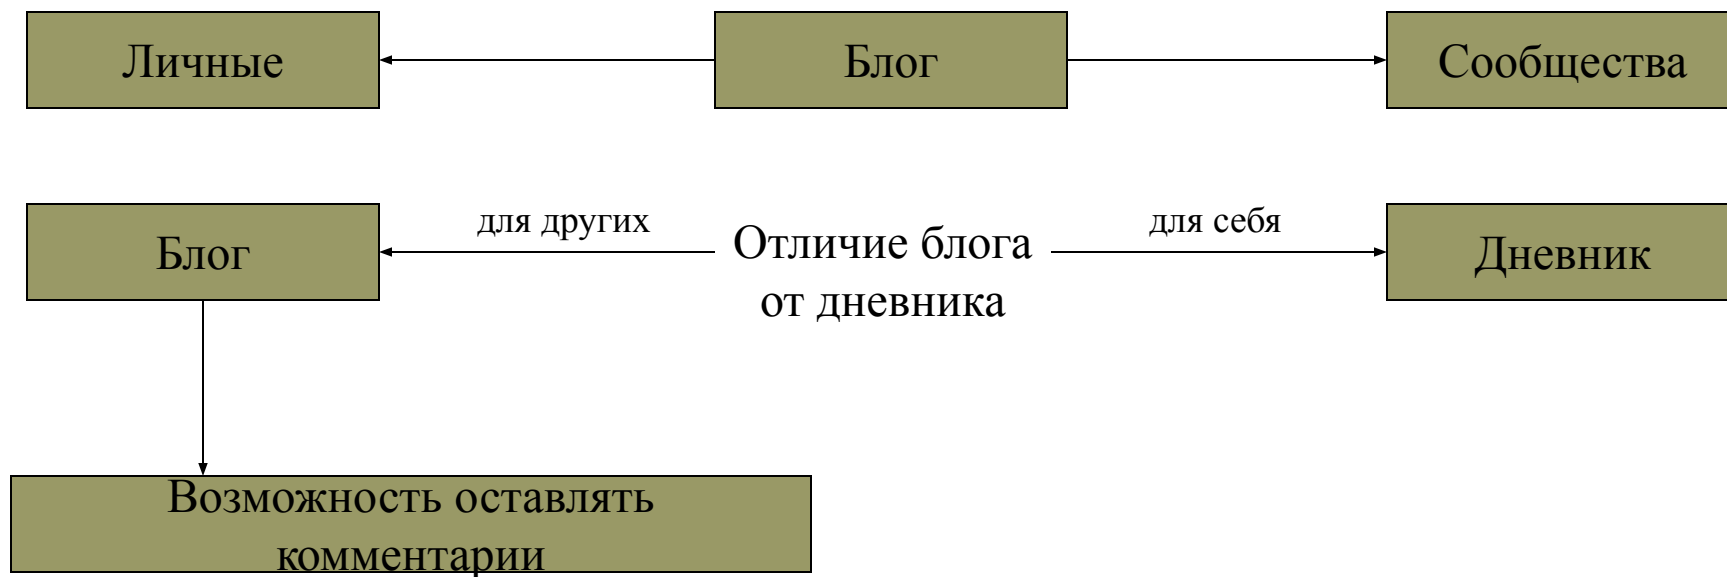 Личные
Блог
Сообщества
Блог
для других
Отличие блога
от дневника
для себя
Дневник
Возможность оставлять
комментарии